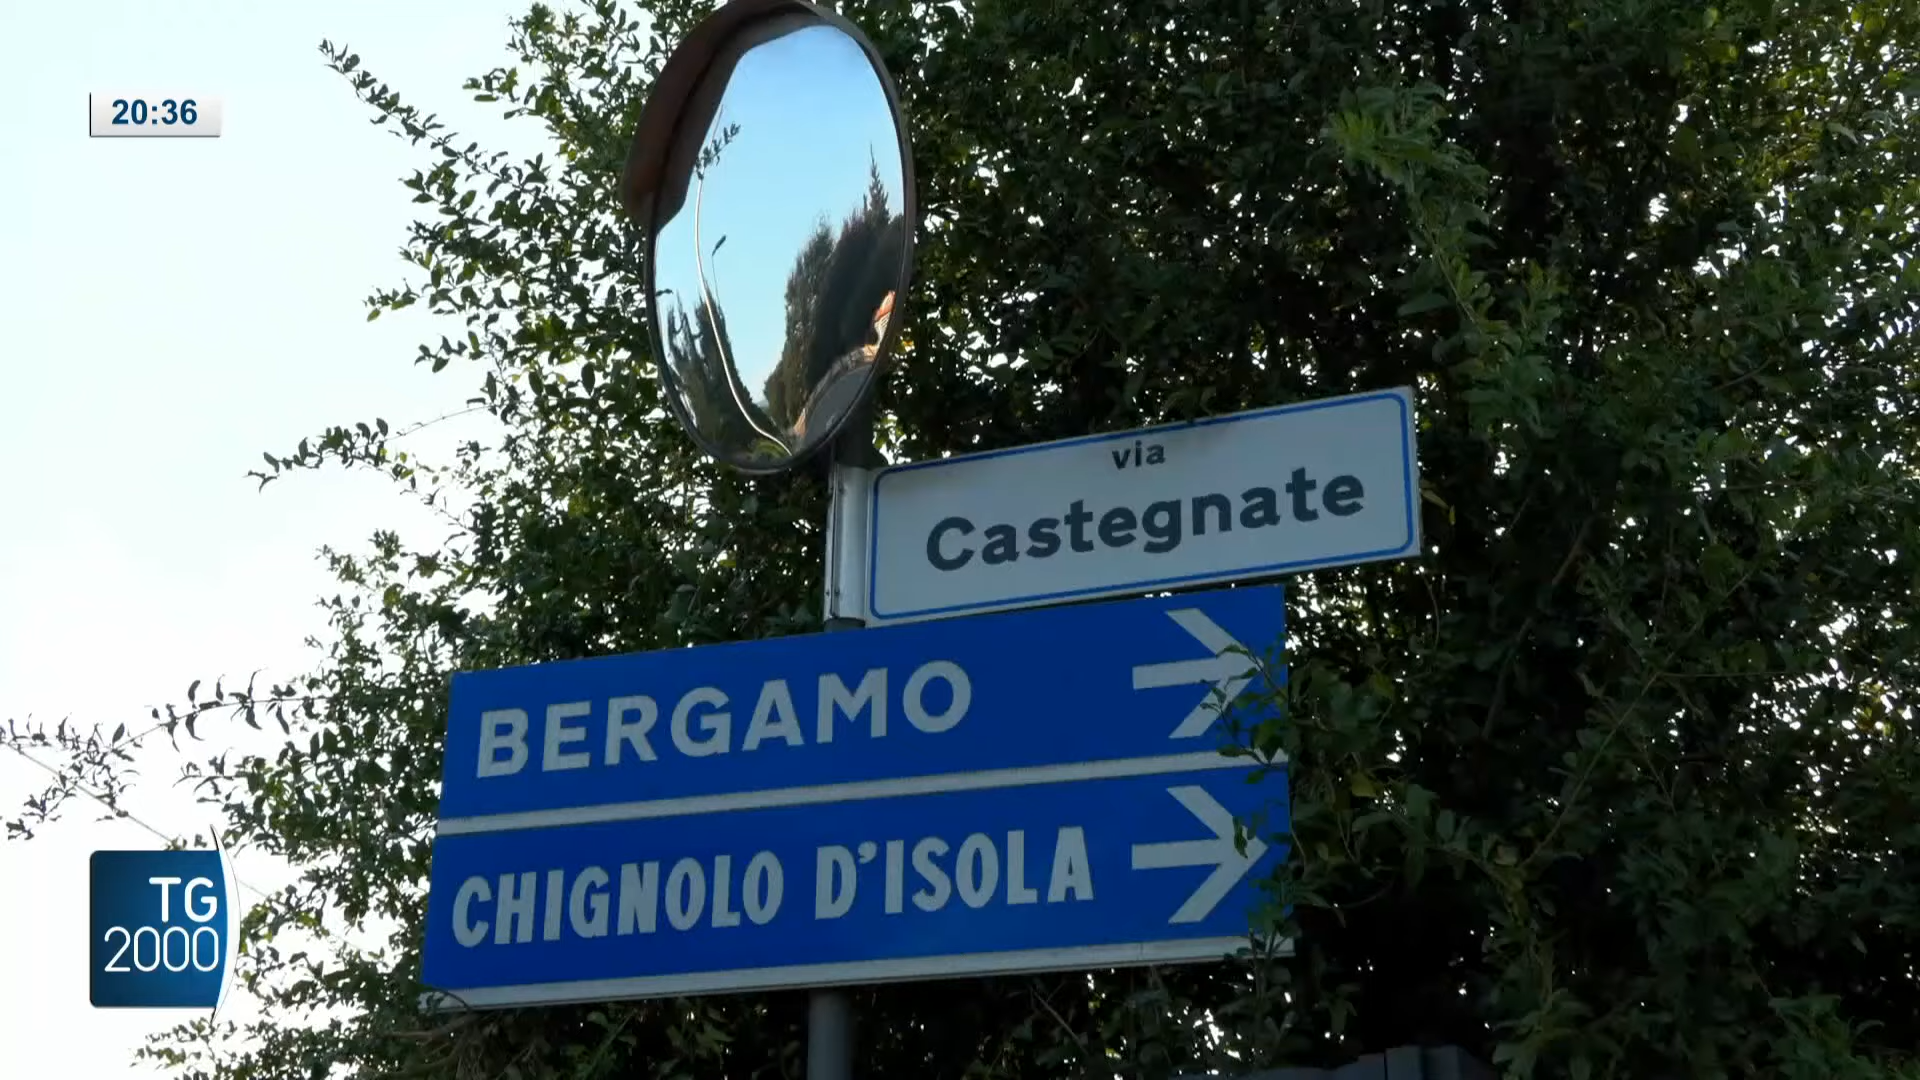 20:36
via
Castegnate
BERGAMO
CHIGNOLO D'ISOLA
TG
2000